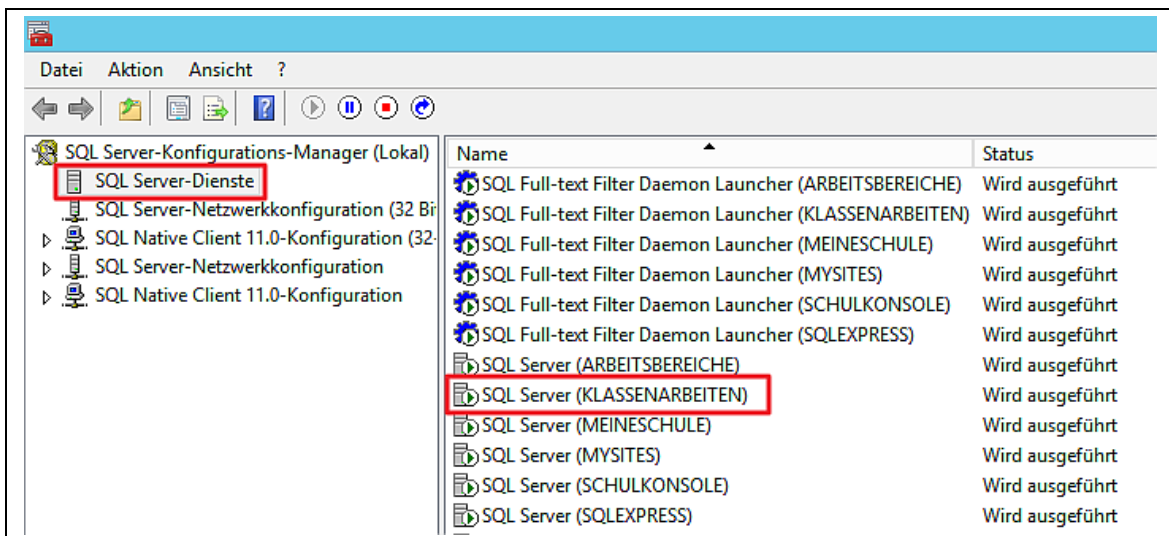 Datei Aktion Ansicht ?
SQL Server-Konfigurations-Manager (Lokal)
SQL Server-Dienste
SQL Server-Netzwerkkonfiguration (32 Bi
SQL Native Client 11.0-Konfiguration (32-
SQL Server-Netzwerkkonfiguration
SQL Native Client 11.0-Konfiguration
Name Status
SQL Full-text Filter Daemon Launcher (ARBEITSBEREICHE) Wird ausgeführt
SQL Full-text Filter Daemon Launcher (KLASSENARBEITEN) Wird ausgeführt
SQL Full-text Filter Daemon Launcher (MEINESCHULE) Wird ausgeführt
SQL Full-text Filter Daemon Launcher (MYSITES) Wird ausgeführt
SQL Full-text Filter Daemon Launcher (SCHULKONSOLE) Wird ausgeführt
SQL Full-text Filter Daemon Launcher (SQLEXPRESS) Wird ausgeführt
SQL Server (ARBEITSBEREICHE) Wird ausgeführt
SQL Server (KLASSENARBEITEN) Wird ausgeführt
SQL Server (MEINESCHULE) Wird ausgeführt
SQL Server (MYSITES) Wird ausgeführt
SQL Server (SCHULKONSOLE) Wird ausgeführt
SQL Server (SQLEXPRESS) Wird ausgeführt